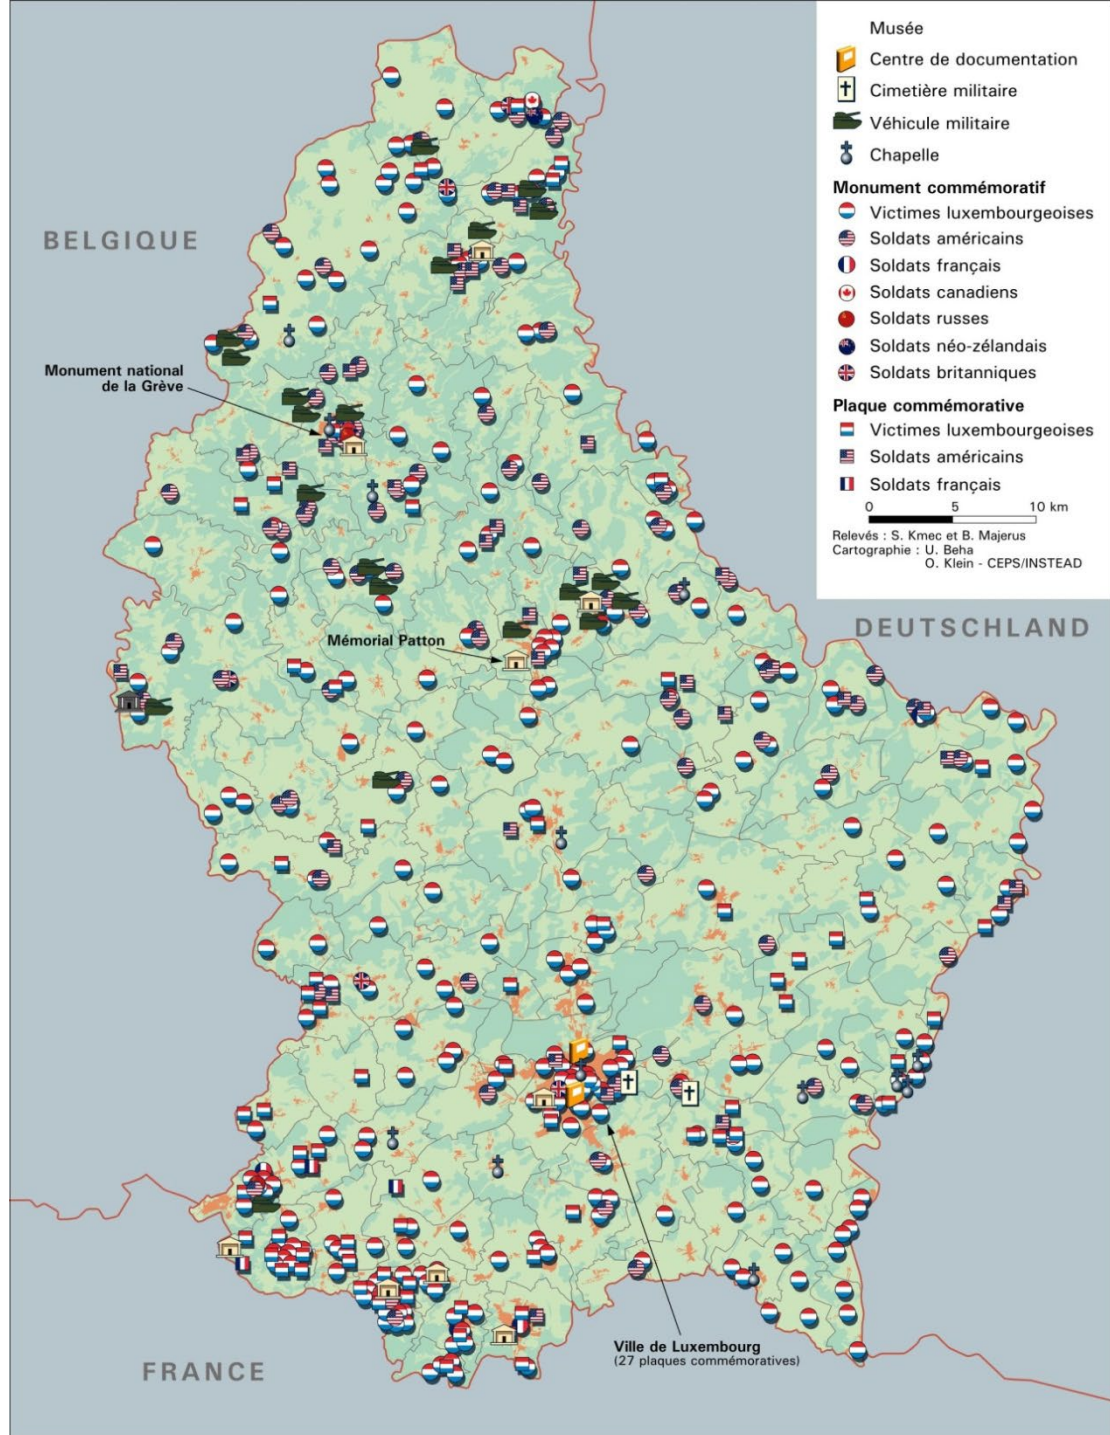 Musée
Centre de documentation
Cimetière militaire
Véhicule militaire
Chapelle
Monument commémoratif
Victimes luxembourgeoises
Soldats américains
Soldats français
Soldats canadiens
Soldats russes
Soldats néo-zélandais
Soldats britanniques
Plaque commémorative
Victimes luxembourgeoises
Soldats américains
Soldats français
0 5 10 km
Relevés : S. Kmec et B. Majerus
Cartographie : U. Beha
O. Klein - CEPS/INSTEAD
BELGIQUE
Monument national
de la Grève
DEUTSCHLAND
Mémorial Patton
Ville de Luxembourg
(27 plaques commémoratives)
FRANCE